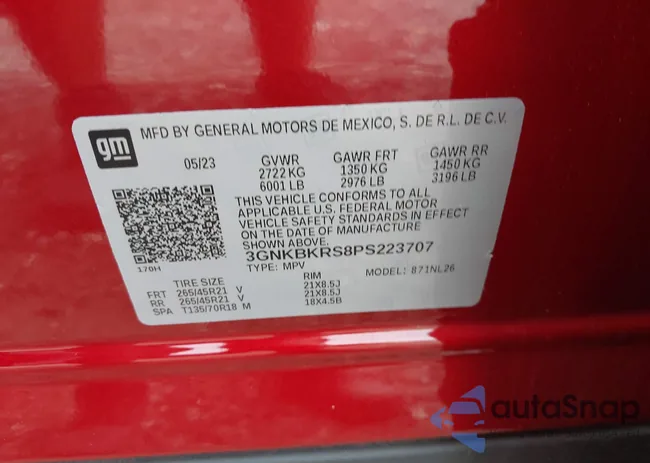 gm
MFD BY GENERAL MOTORS DE MEXICO, S. DE R.L. DE C.V.
05/23 GVWR GAWR FRT GAWR RR
2722 KG 1350 KG 1450 KG
6001 LB 2976 LB 3196 LB
THIS VEHICLE CONFORMS TO ALL
APPLICABLE U.S. FEDERAL MOTOR
VEHICLE SAFETY STANDARDS IN EFFECT
ON THE DATE OF MANUFACTURE
SHOWN ABOVE.
3GNKBKRS8PS223707
170H TYPE: MPV MODEL: 871NL26
TIRE SIZE RIM
FRT 265/45R21 V 21X8.5J
RR 265/45R21 V 21X8.5J
SPA T135/70R18 M 18X4.5B
autaSnap